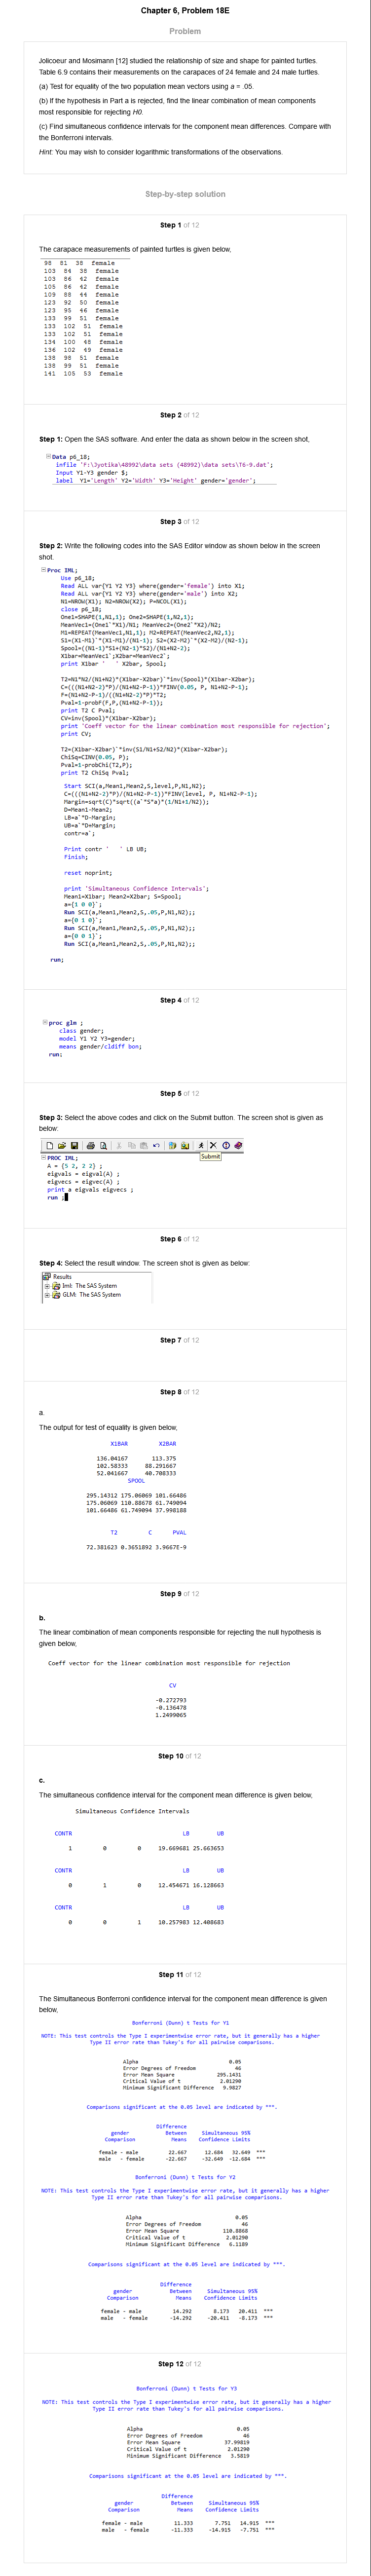 Chapter 6, Problem 18E
Problem
Jolicoeur and Mosimann [12] studied the relationship of size and shape for painted turtles.
Table 6.9 contains their measurements on the carapaces of 24 female and 24 male turtles.
(a) Test for equality of the two population mean vectors using a = .05.
(b) If the hypothesis in Part a is rejected, find the linear combination of mean components
most responsible for rejecting H0.
(c) Find simultaneous confidence intervals for the component mean differences. Compare with
the Bonferroni intervals.
Hint: You may wish to consider logarithmic transformations of the observations.
Step-by-step solution
Step 1 of 12
The carapace measurements of painted turtles is given below,
98 81 38 female
103 84 38 female
103 86 42 female
105 86 42 female
109 88 44 female
123 92 50 female
123 95 46 female
133 99 51 female
133 102 51 female
133 102 51 female
134 100 48 female
136 102 49 female
138 98 51 female
138 99 51 female
141 105 53 female
Step 2 of 12
Step 1: Open the SAS software. And enter the data as shown below in the screen shot,
Data p6_18;
infile 'F:\Jyotika\48992\data sets (48992)\data sets\T6-9.dat';
Input Y1-Y3 gender $;
label Y1='Length' Y2='Width' Y3='Height' gender='gender';
Step 3 of 12
Step 2: Write the following codes into the SAS Editor window as shown below in the screen
shot.
Proc IML;
Use p6_18;
Read ALL var{Y1 Y2 Y3} where(gender='female') into X1;
Read ALL var{Y1 Y2 Y3} where(gender='male') into X2;
N1=NROW(X1); N2=NROW(X2); P=NCOL(X1);
close p6_18;
One1=SHAPE(1,N1,1); One2=SHAPE(1,N2,1);
MeanVec1=(One1`*X1)/N1; MeanVec2=(One2`*X2)/N2;
M1=REPEAT(MeanVec1,N1,1); M2=REPEAT(MeanVec2,N2,1);
S1=(X1-M1)`*(X1-M1)/(N1-1); S2=(X2-M2)`*(X2-M2)/(N2-1);
Spool=((N1-1)*S1+(N2-1)*S2)/(N1+N2-2);
X1bar=MeanVec1`;X2bar=MeanVec2`;
print X1bar ' ' X2bar, Spool;
T2=N1*N2/(N1+N2)*(X1bar-X2bar)`*inv(Spool)*(X1bar-X2bar);
C=(((N1+N2-2)*P)/(N1+N2-P-1))*FINV(0.05, P, N1+N2-P-1);
F=(N1+N2-P-1)/((N1+N2-2)*P)*T2;
Pval=1-probF(F,P,(N1+N2-P-1));
print T2 C Pval;
CV=inv(Spool)*(X1bar-X2bar);
print 'Coeff vector for the linear combination most responsible for rejection';
print CV;
T2=(X1bar-X2bar)`*inv(S1/N1+S2/N2)*(X1bar-X2bar);
ChiSq=CINV(0.05, P);
Pval=1-probChi(T2,P);
print T2 ChiSq Pval;
Start SCI(a,Mean1,Mean2,S,level,P,N1,N2);
C=(((N1+N2-2)*P)/(N1+N2-P-1))*FINV(level, P, N1+N2-P-1);
Margin=sqrt(C)*sqrt((a`*S*a)*(1/N1+1/N2));
D=Mean1-Mean2;
LB=a`*D-Margin;
UB=a`*D+Margin;
contr=a`;
Print contr ' ' LB UB;
Finish;
reset noprint;
print 'Simultaneous Confidence Intervals';
Mean1=X1bar; Mean2=X2bar; S=Spool;
a={1 0 0}`;
Run SCI(a,Mean1,Mean2,S,.05,P,N1,N2);;
a={0 1 0}`;
Run SCI(a,Mean1,Mean2,S,.05,P,N1,N2);;
a={0 0 1}`;
Run SCI(a,Mean1,Mean2,S,.05,P,N1,N2);;
run;
Step 4 of 12
proc glm ;
class gender;
model Y1 Y2 Y3=gender;
means gender/cldiff bon;
run;
Step 5 of 12
Step 3: Select the above codes and click on the Submit button. The screen shot is given as
below:
Submit
PROC IML;
A = {5 2, 2 2} ;
eigvals = eigval(A) ;
eigvecs = eigvec(A) ;
print a eigvals eigvecs ;
run ;
Step 6 of 12
Step 4: Select the result window. The screen shot is given as below:
Results
Iml: The SAS System
GLM: The SAS System
Step 7 of 12
Step 8 of 12
a.
The output for test of equality is given below,
X1BAR X2BAR
136.04167 113.375
102.58333 88.291667
52.041667 40.708333
SPOOL
295.14312 175.06069 101.66486
175.06069 110.88678 61.749094
101.66486 61.749094 37.998188
T2 C PVAL
72.381623 0.3651892 3.9667E-9
Step 9 of 12
b.
The linear combination of mean components responsible for rejecting the null hypothesis is
given below,
Coeff vector for the linear combination most responsible for rejection
CV
-0.272793
-0.136478
1.2499065
Step 10 of 12
c.
The simultaneous confidence interval for the component mean difference is given below,
Simultaneous Confidence Intervals
CONTR LB UB
1 0 0 19.669681 25.663653
CONTR LB UB
0 1 0 12.454671 16.128663
CONTR LB UB
0 0 1 10.257983 12.408683
Step 11 of 12
The Simultaneous Bonferroni confidence interval for the component mean difference is given
below,
Bonferroni (Dunn) t Tests for Y1
NOTE: This test controls the Type I experimentwise error rate, but it generally has a higher
Type II error rate than Tukey's for all pairwise comparisons.
Alpha 0.05
Error Degrees of Freedom 46
Error Mean Square 295.1431
Critical Value of t 2.01290
Minimum Significant Difference 9.9827
Comparisons significant at the 0.05 level are indicated by ***.
Difference
gender Between Simultaneous 95%
Comparison Means Confidence Limits
female - male 22.667 12.684 32.649 ***
male - female -22.667 -32.649 -12.684 ***
Bonferroni (Dunn) t Tests for Y2
NOTE: This test controls the Type I experimentwise error rate, but it generally has a higher
Type II error rate than Tukey's for all pairwise comparisons.
Alpha 0.05
Error Degrees of Freedom 46
Error Mean Square 110.8868
Critical Value of t 2.01290
Minimum Significant Difference 6.1189
Comparisons significant at the 0.05 level are indicated by ***.
Difference
gender Between Simultaneous 95%
Comparison Means Confidence Limits
female - male 14.292 8.173 20.411 ***
male - female -14.292 -20.411 -8.173 ***
Step 12 of 12
Bonferroni (Dunn) t Tests for Y3
NOTE: This test controls the Type I experimentwise error rate, but it generally has a higher
Type II error rate than Tukey's for all pairwise comparisons.
Alpha 0.05
Error Degrees of Freedom 46
Error Mean Square 37.99819
Critical Value of t 2.01290
Minimum Significant Difference 3.5819
Comparisons significant at the 0.05 level are indicated by ***.
Difference
gender Between Simultaneous 95%
Comparison Means Confidence Limits
female - male 11.333 7.751 14.915 ***
male - female -11.333 -14.915 -7.751 ***